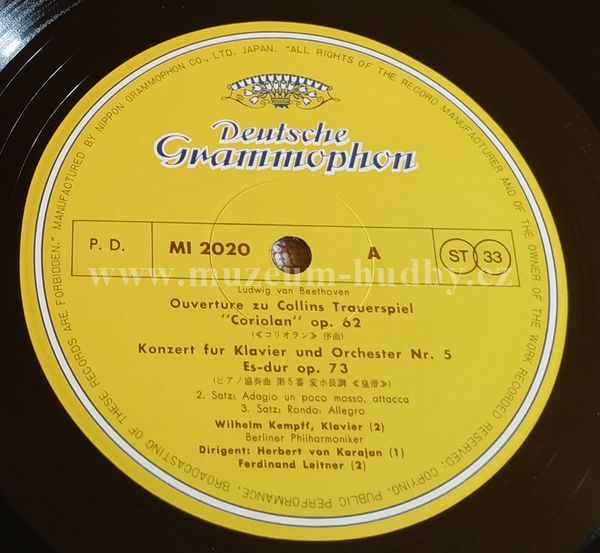 MANUFACTURED BY NIPPON GRAMMOPHON CO., LTD. JAPAN. "ALL RIGHTS OF THE RECORD MANUFACTURER AND OF THE OWNER OF THE WORK RECORDED RESERVED; COPYING, PUBLIC PERFORMANCE, BROADCASTING OF THESE RECORDS ARE FORBIDDEN."
Deutsche
Grammophon
P. D. MI 2020 A ST 33
www.muzeum-hudby.cz
Ludwig van Beethoven
Ouverture zu Collins Trauerspiel
"Coriolan" op. 62
(≪コリオラン≫ 序曲)
Konzert fur Klavier und Orchester Nr. 5
Es-dur op. 73
(ピアノ協奏曲 第5番 変ホ長調 ≪皇帝≫)
2. Satz: Adagio un poco mosso, attacca
3. Satz: Rondo: Allegro
Wilhelm Kempff, Klavier (2)
Berliner Philharmoniker
Dirigent: Herbert von Karajan (1)
Ferdinand Leitner (2)